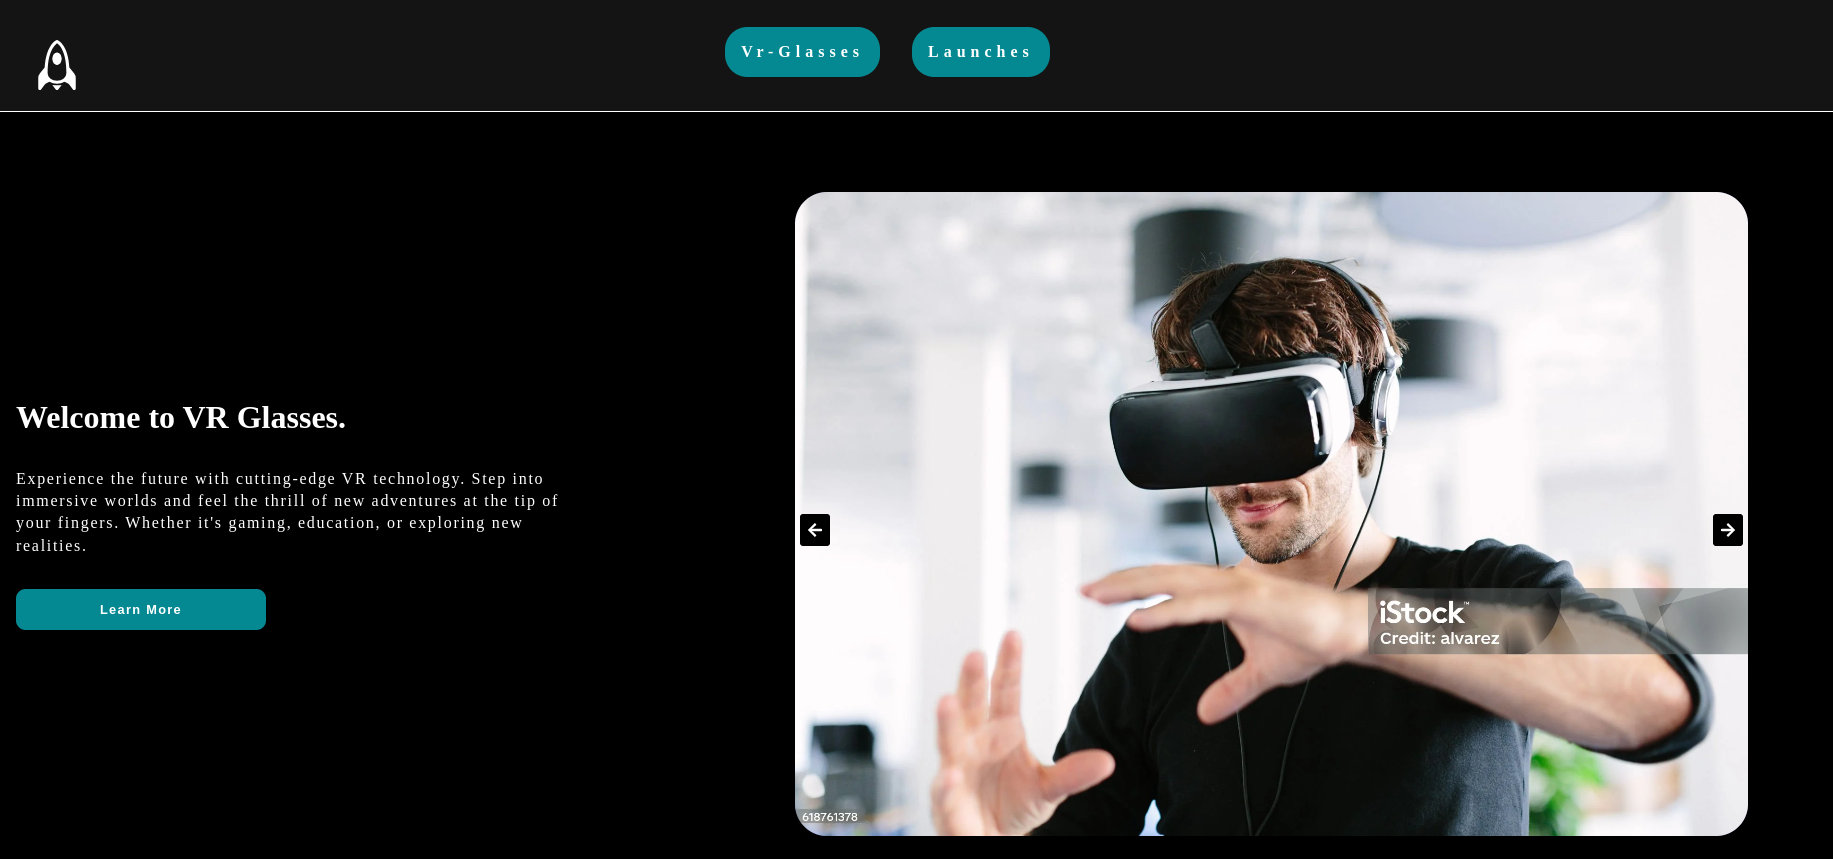 Vr-Glasses
Launches
Welcome to VR Glasses.
Experience the future with cutting-edge VR technology. Step into
immersive worlds and feel the thrill of new adventures at the tip of
your fingers. Whether it's gaming, education, or exploring new
realities.
Learn More
iStock™
Credit: alvarez
618761378